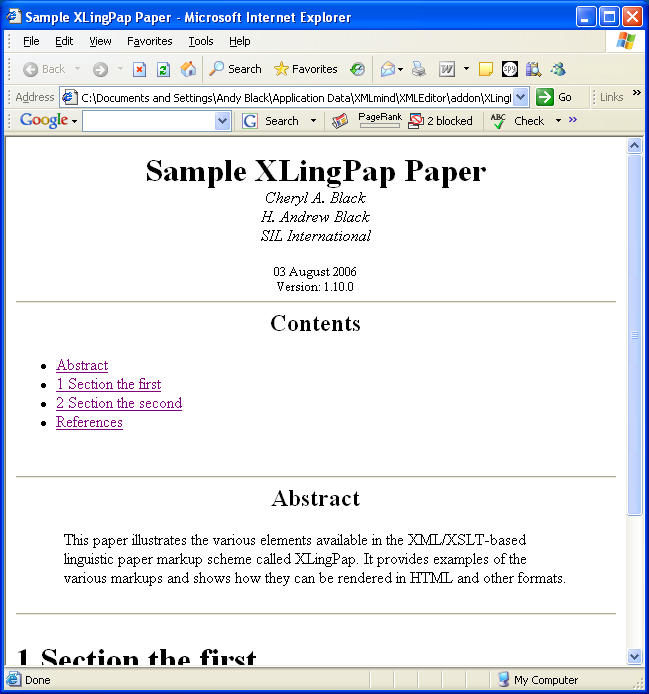 Sample XLingPap Paper - Microsoft Internet Explorer
File Edit View Favorites Tools Help
Back Search Favorites W spy
Address C:\Documents and Settings\Andy Black\Application Data\XMLmind\XMLEditor\addon\XLingl Go Links »
Google G Search PageRank 2 blocked ABC Check »
Sample XLingPap Paper
Cheryl A. Black
H. Andrew Black
SIL International
03 August 2006
Version: 1.10.0
Contents
Abstract
1 Section the first
2 Section the second
References
Abstract
This paper illustrates the various elements available in the XML/XSLT-based
linguistic paper markup scheme called XLingPap. It provides examples of the
various markups and shows how they can be rendered in HTML and other formats.
1 Section the first
Done My Computer